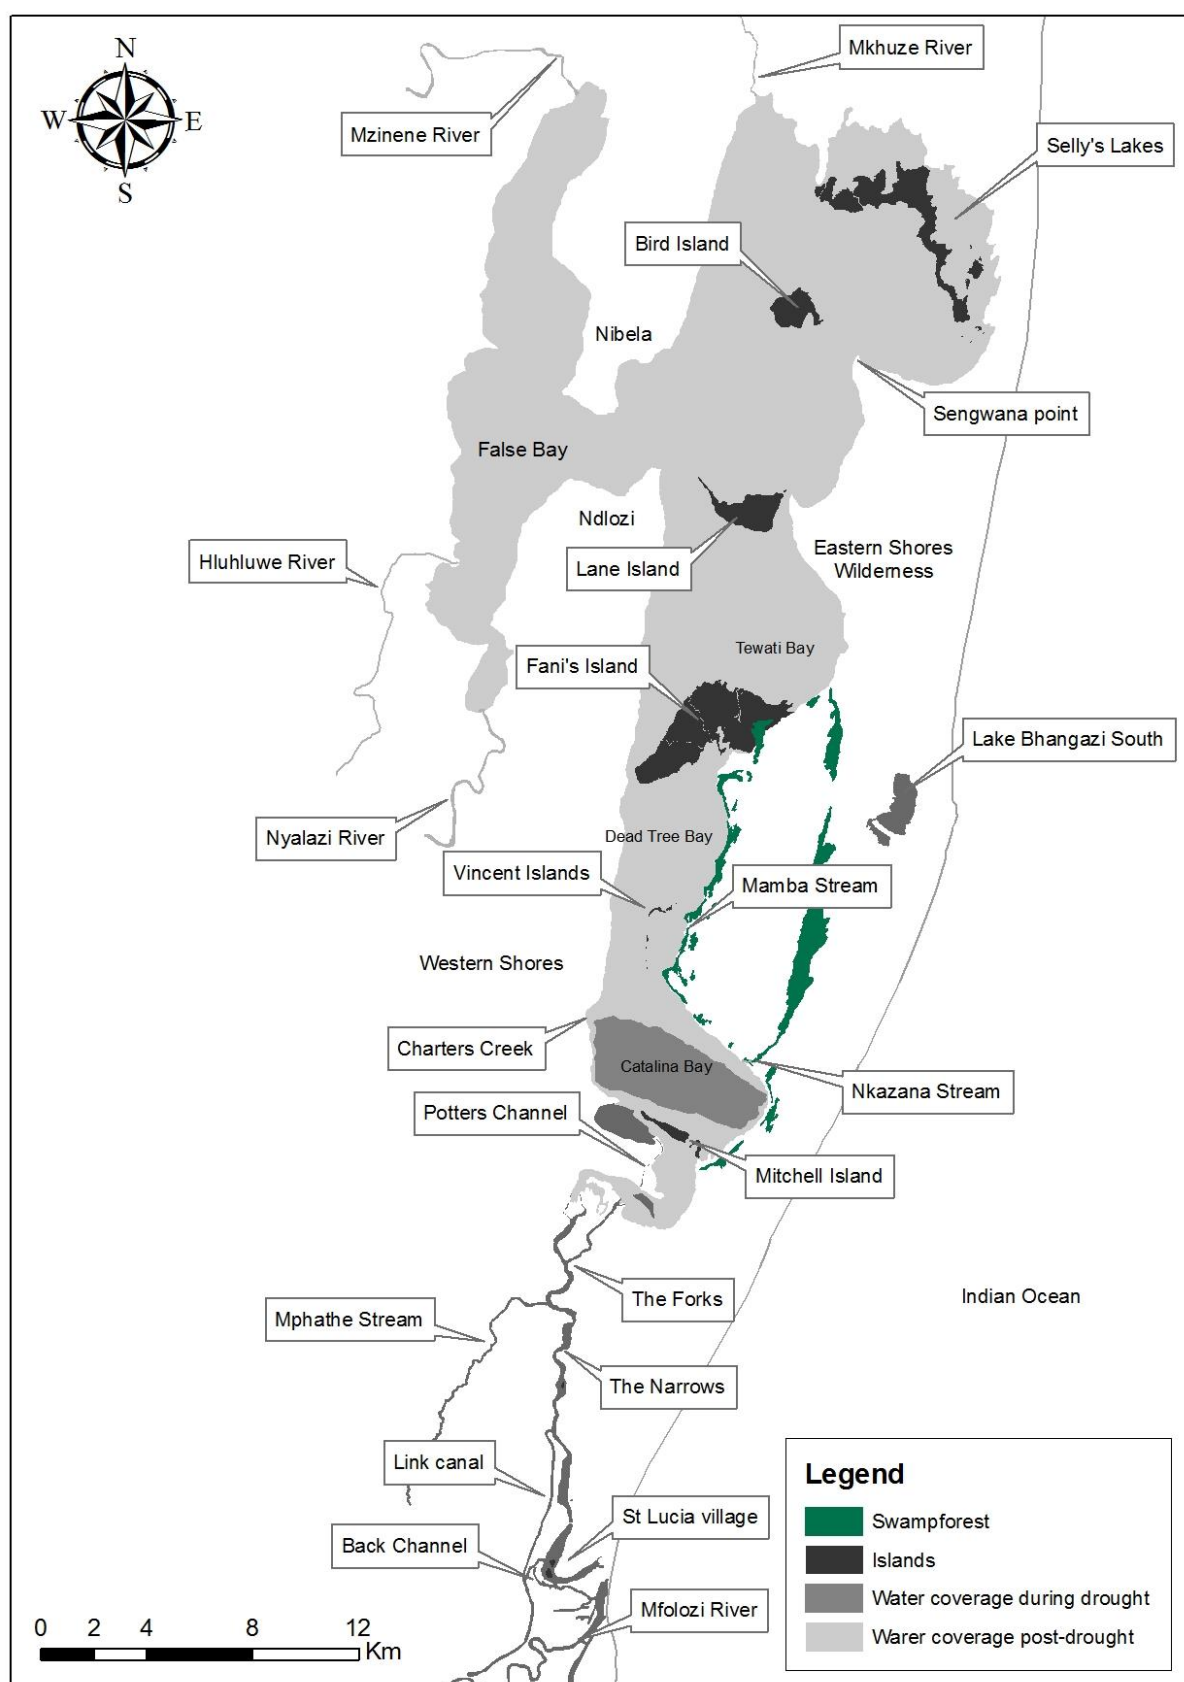 N
W
E
S
Mkhuze River
Mzinene River
Selly's Lakes
Bird Island
Nibela
Sengwana point
False Bay
Ndlozi
Eastern Shores
Wilderness
Hluhluwe River
Lane Island
Tewati Bay
Fani's Island
Lake Bhangazi South
Nyalazi River
Dead Tree Bay
Vincent Islands
Mamba Stream
Western Shores
Charters Creek
Catalina Bay
Nkazana Stream
Potters Channel
Mitchell Island
The Forks
Indian Ocean
Mphathe Stream
The Narrows
Link canal
St Lucia village
Back Channel
Mfolozi River
0 2 4 8 12
Km
Legend
Swampforest
Islands
Water coverage during drought
Warer coverage post-drought